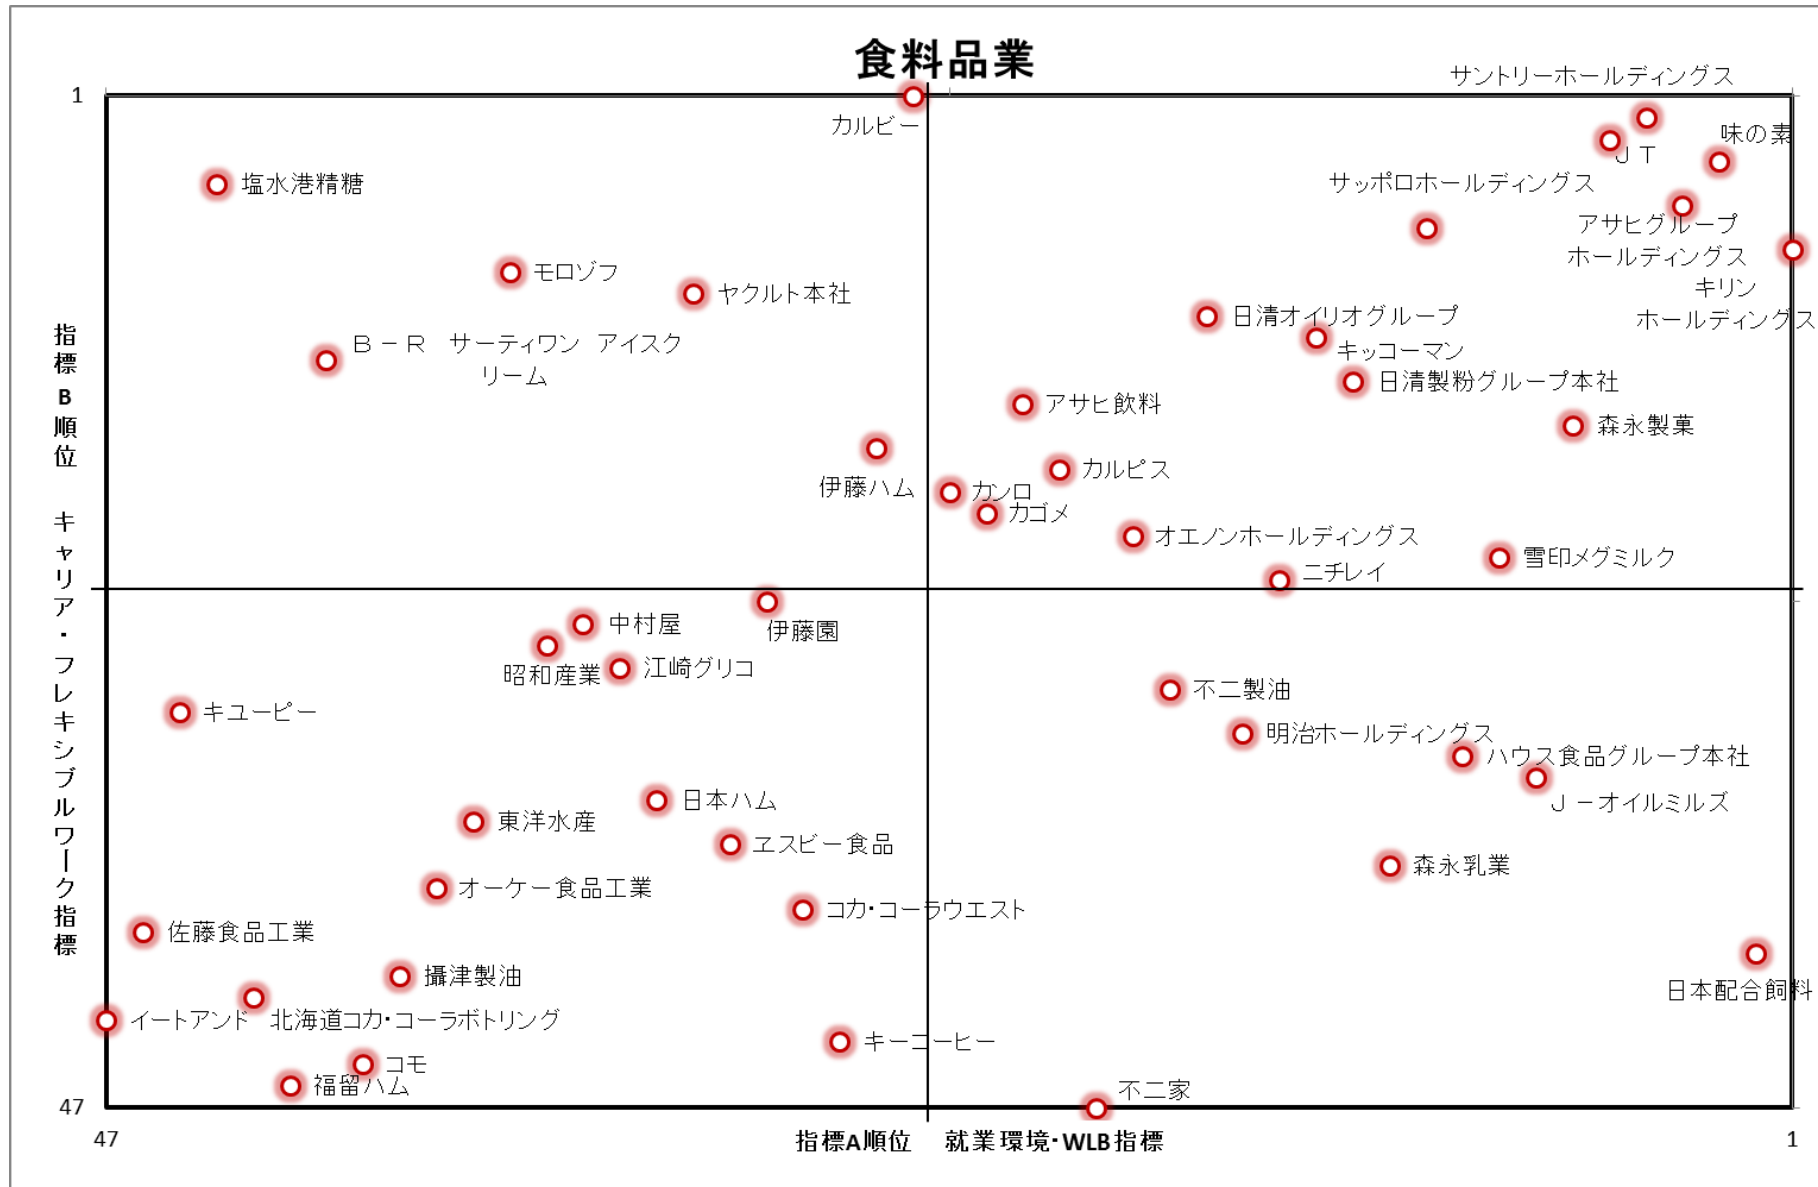 食料品業
サントリーホールディングス
1
カルビー
味の素
ＪＴ
塩水港精糖
サッポロホールディングス
アサヒグループ
ホールディングス
モロゾフ
キリン
ホールディングス
ヤクルト本社
日清オイリオグループ
Ｂ－Ｒ　サーティワン　アイスク
リーム
キッコーマン
日清製粉グループ本社
アサヒ飲料
森永製菓
伊藤ハム
カルピス
カンロ
カゴメ
オエノンホールディングス
雪印メグミルク
ニチレイ
指標B順位　キャリア・フレキシブルワーク指標
中村屋
伊藤園
昭和産業
江崎グリコ
キユーピー
不二製油
明治ホールディングス
ハウス食品グループ本社
Ｊ－オイルミルズ
日本ハム
東洋水産
ヱスビー食品
森永乳業
オーケー食品工業
コカ・コーラウエスト
佐藤食品工業
攝津製油
日本配合飼料
イートアンド
北海道コカ・コーラボトリング
キーコーヒー
コモ
福留ハム
不二家
47
47
指標A順位　就業環境・WLB指標
1